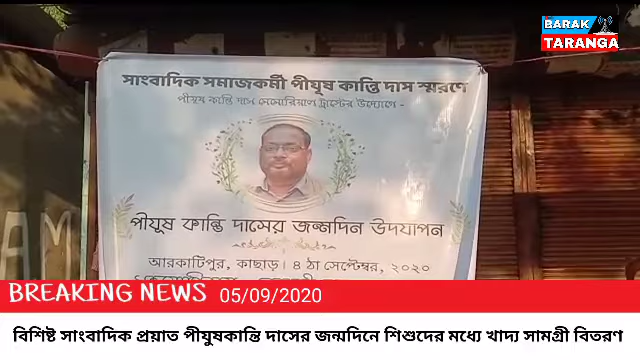 BARAK
TARANGA
সাংবাদিক সমাজকর্মী পীযূষ কান্তি দাস স্মরণে
পীযূষ কান্তি দাস মেমোরিয়াল ট্রাস্টের উদ্যোগে -
পীযূষ কান্তি দাসের জন্মদিন উদযাপন
আরকাটিপুর, কাছাড়। ৪ ঠা সেপ্টেম্বর, ২০২০
BREAKING NEWS 05/09/2020
বিশিষ্ট সাংবাদিক প্রয়াত পীযুষকান্তি দাসের জন্মদিনে শিশুদের মধ্যে খাদ্য সামগ্রী বিতরণ